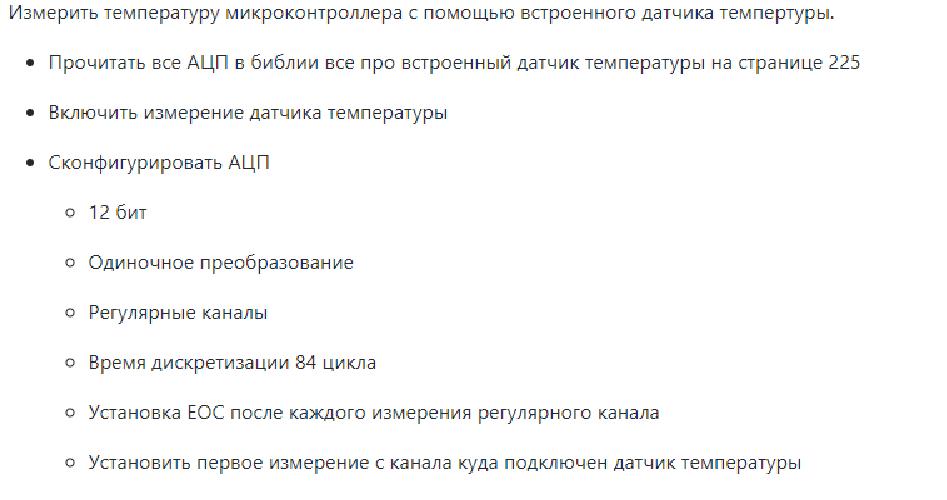 Измерить температуру микроконтроллера с помощью встроенного датчика темпертуры.
Прочитать все АЦП в библии все про встроенный датчик температуры на странице 225
Включить измерение датчика температуры
Сконфигурировать АЦП
12 бит
Одиночное преобразование
Регулярные каналы
Время дискретизации 84 цикла
Установка EOC после каждого измерения регулярного канала
Установить первое измерение с канала куда подключен датчик температуры